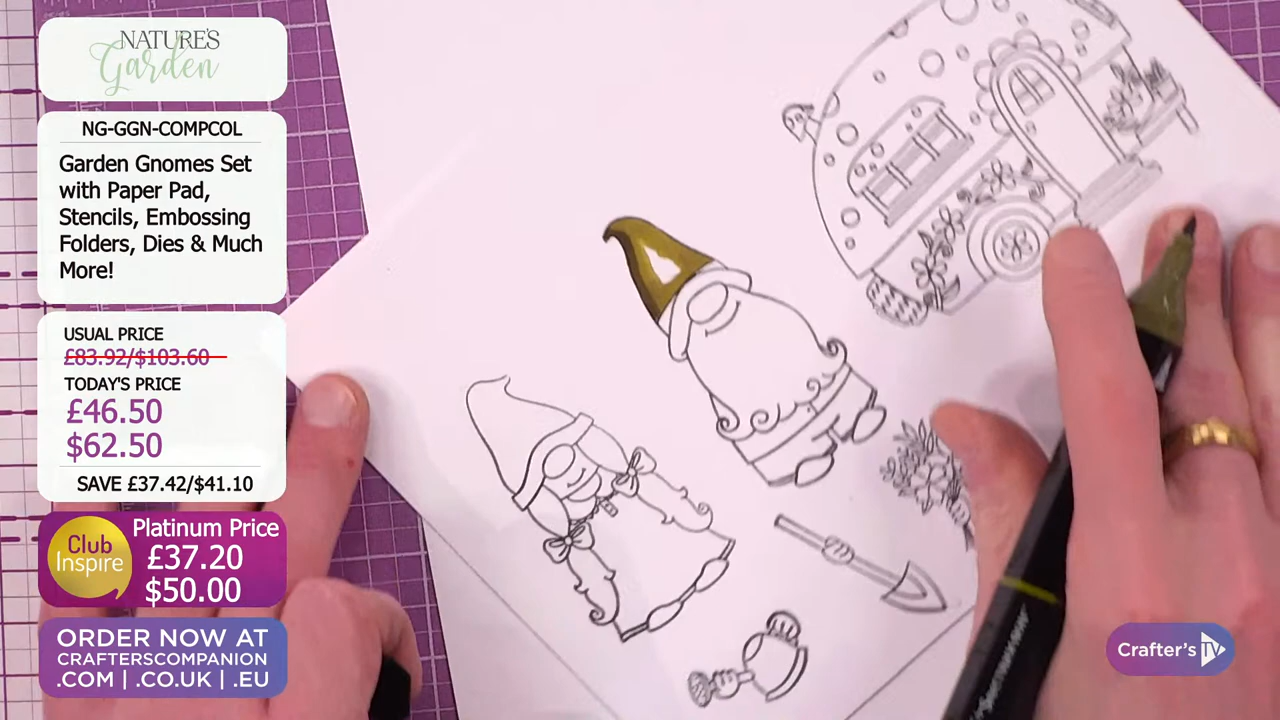 NATURE'S
Garden
NG-GGN-COMPCOL
Garden Gnomes Set
with Paper Pad,
Stencils, Embossing
Folders, Dies & Much
More!
USUAL PRICE
£83.92/$103.60
TODAY'S PRICE
£46.50
$62.50
SAVE £37.42/$41.10
Club
Inspire
Platinum Price
£37.20
$50.00
ORDER NOW AT
CRAFTERSCOMPANION
.COM | .CO.UK | .EU
Crafter's TV